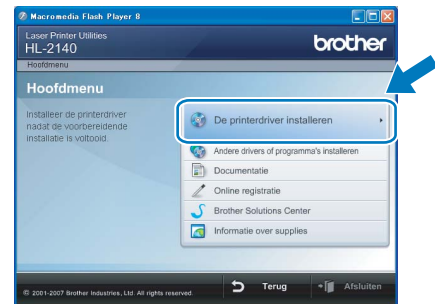 Macromedia Flash Player 8
Laser Printer Utilities
HL-2140
brother
Hoofdmenu
Hoofdmenu
Installeer de printerdriver
nadat de voorbereidende
installatie is voltooid.
De printerdriver installeren
Andere drivers of programma's installeren
Documentatie
Online registratie
Brother Solutions Center
Informatie over supplies
© 2001-2007 Brother Industries, Ltd. All rights reserved.
Terug
Afsluiten